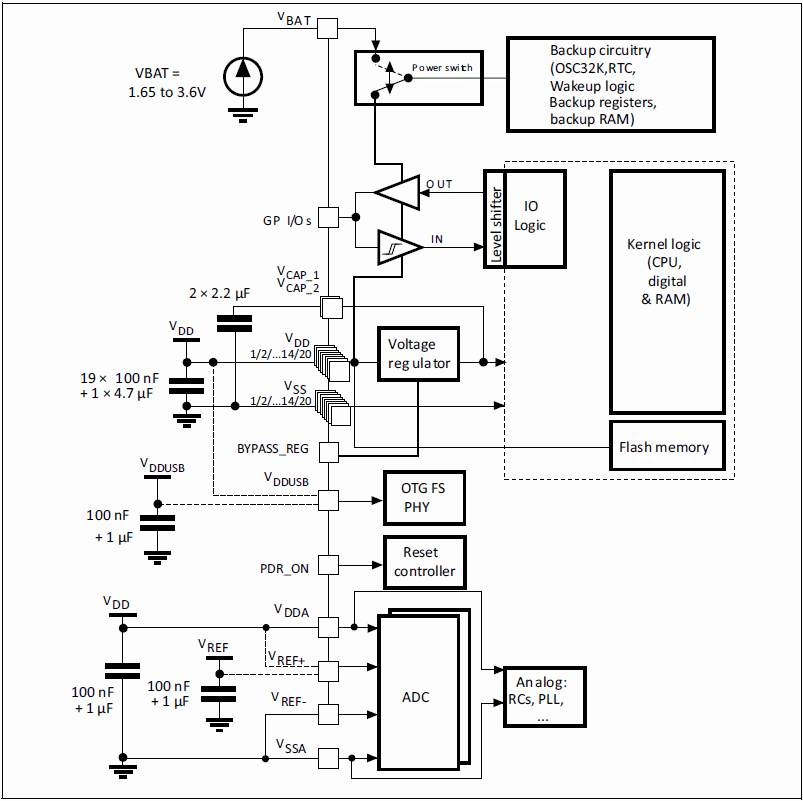 VBAT
VBAT =
1.65 to 3.6V
Power switch
Backup circuitry
(OSC32K,RTC,
Wakeup logic
Backup registers,
backup RAM)
OUT
GP I/Os
IN
Level shifter
IO
Logic
Kernel logic
(CPU,
digital
& RAM)
VCAP_1
VCAP_2
2 × 2.2 µF
VDD
VDD
1/2/...14/20
Voltage
regulator
19 × 100 nF
+ 1 × 4.7 µF
VSS
1/2/...14/20
BYPASS_REG
Flash memory
VDDUSB
VDDUSB
100 nF
+ 1 µF
OTG FS
PHY
PDR_ON
Reset
controller
VDD
VDDA
VREF
VREF+
100 nF
+ 1 µF
100 nF
+ 1 µF
VREF-
ADC
Analog:
RCs, PLL,
...
VSSA